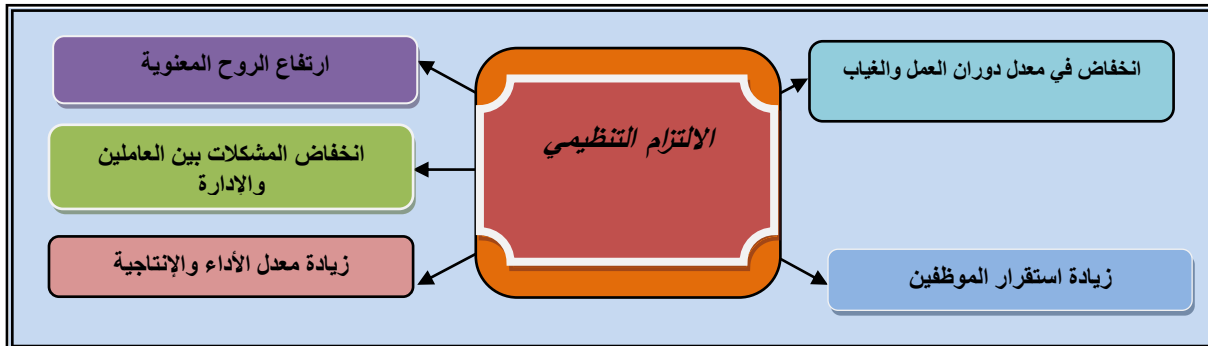 انخفاض في معدل دوران العمل والغياب
زيادة استقرار الموظفين
الالتزام التنظيمي
ارتفاع الروح المعنوية
انخفاض المشكلات بين العاملين
والإدارة
زيادة معدل الأداء والإنتاجية